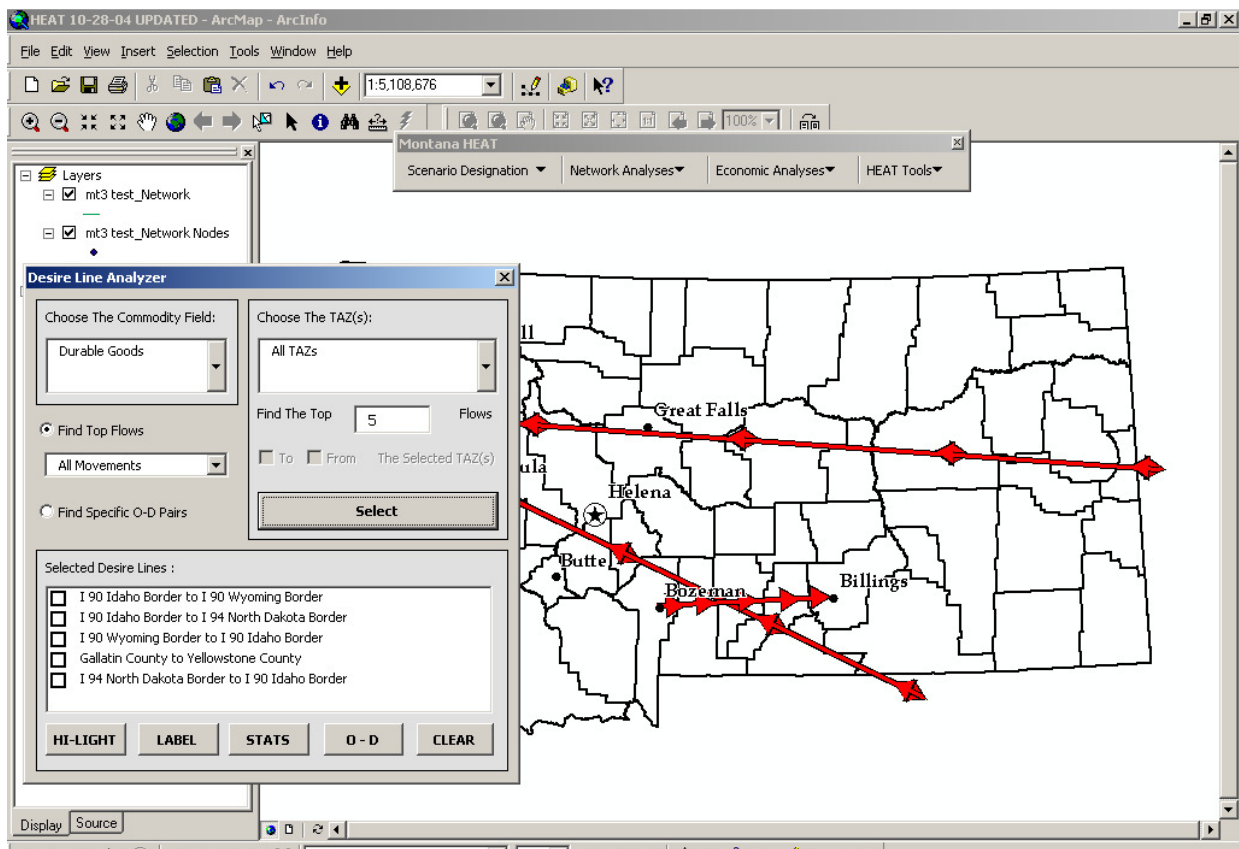 HEAT 10-28-04 UPDATED - ArcMap - ArcInfo
File Edit View Insert Selection Tools Window Help
1:5,108,676
100%
Montana HEAT
Scenario Designation Network Analyses Economic Analyses HEAT Tools
Layers
mt3 test_Network
mt3 test_Network Nodes
Desire Line Analyzer
Choose The Commodity Field:
Durable Goods
Choose The TAZ(s):
All TAZs
Find Top Flows
All Movements
Find Specific O-D Pairs
Find The Top 5 Flows
To From The Selected TAZ(s)
Select
Selected Desire Lines :
I 90 Idaho Border to I 90 Wyoming Border
I 90 Idaho Border to I 94 North Dakota Border
I 90 Wyoming Border to I 90 Idaho Border
Gallatin County to Yellowstone County
I 94 North Dakota Border to I 90 Idaho Border
HI-LIGHT LABEL STATS O - D CLEAR
ll
Great Falls
ula
Helena
Butte
Bozeman
Billings
Display Source